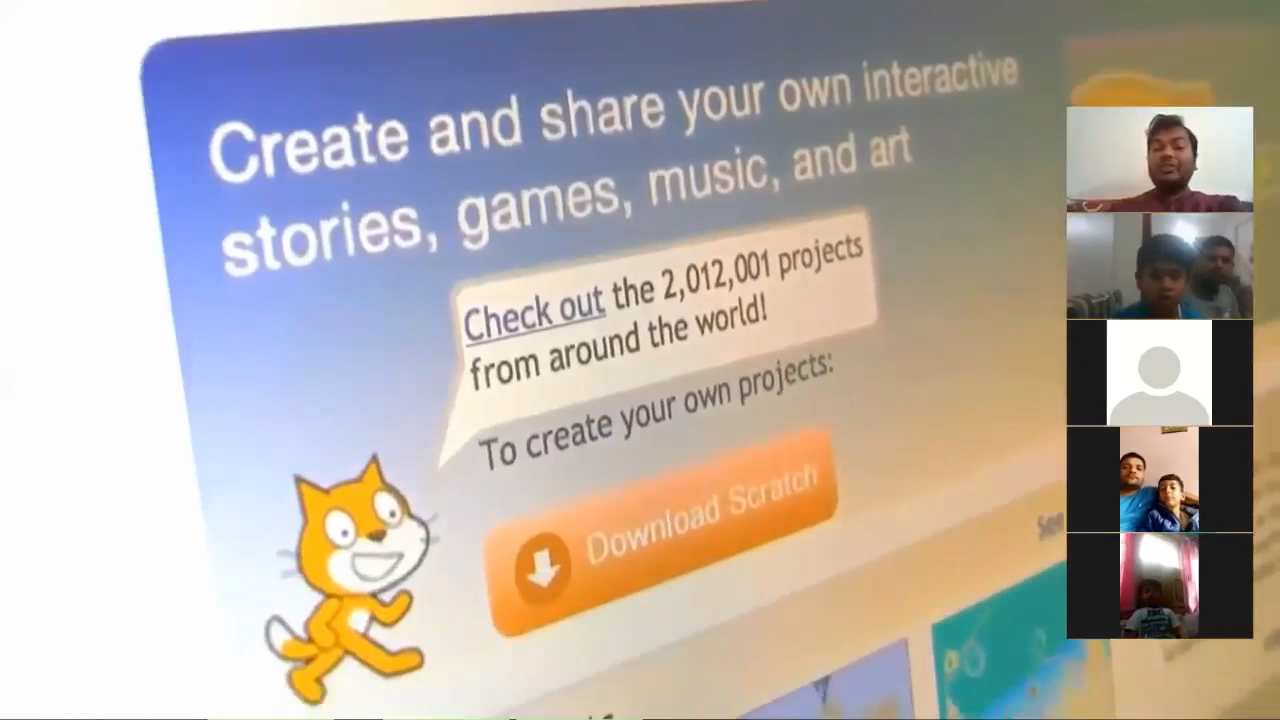 Create and share your own interactive
stories, games, music, and art
Check out the 2,012,001 projects
from around the world!
To create your own projects:
Download Scratch
See